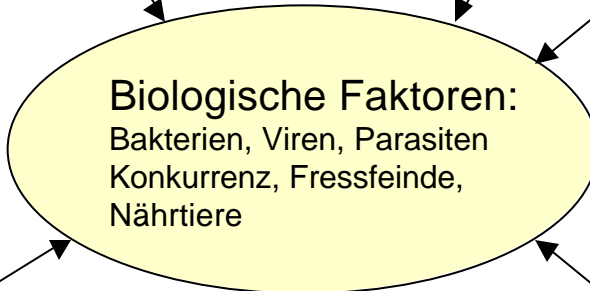 Biologische Faktoren:
Bakterien, Viren, Parasiten
Konkurrenz, Fressfeinde,
Nährtiere